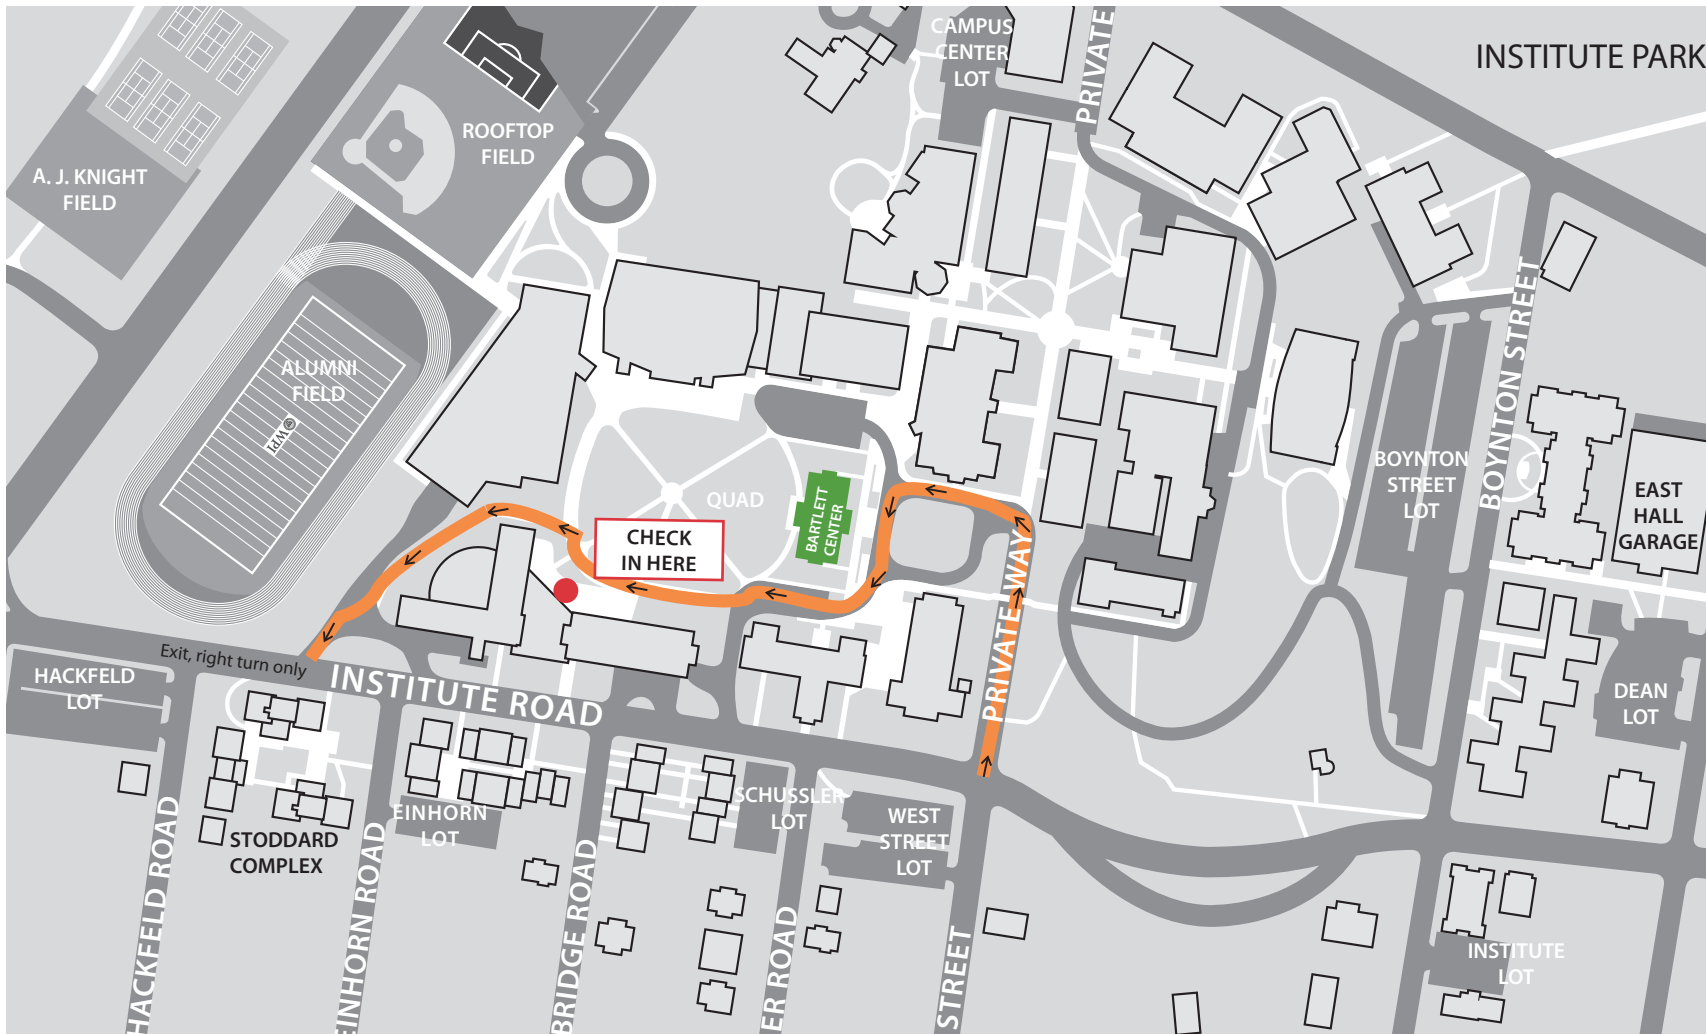 CAMPUS
CENTER
LOT
PRIVATE
INSTITUTE PARK
ROOFTOP
FIELD
A. J. KNIGHT
FIELD
ALUMNI
FIELD
WPI
BOYNTON STREET
BOYNTON
STREET
LOT
EAST
HALL
GARAGE
QUAD
BARTLETT
CENTER
CHECK
IN HERE
PRIVATE WAY
Exit, right turn only
INSTITUTE ROAD
HACKFELD
LOT
DEAN
LOT
STODDARD
COMPLEX
EINHORN
LOT
SCHUSSLER
LOT
WEST
STREET
LOT
HACKFELD ROAD
EINHORN ROAD
BRIDGE ROAD
ER ROAD
STREET
INSTITUTE
LOT